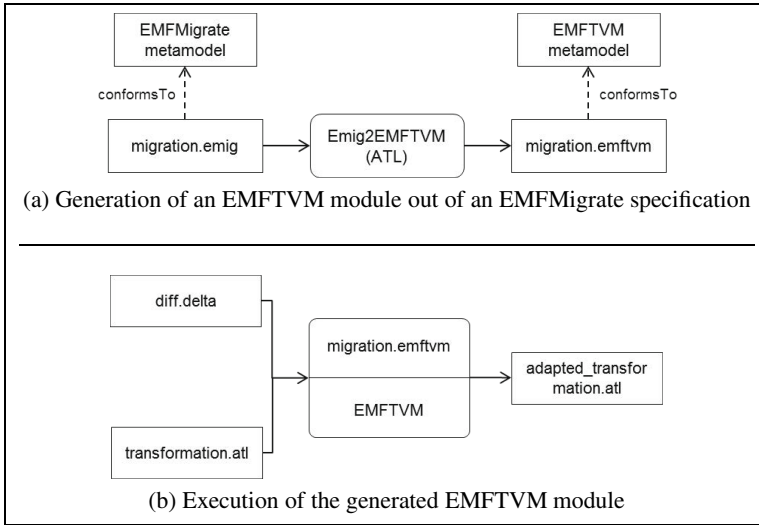 EMFMigrate
metamodel
EMFTVM
metamodel
conformsTo
conformsTo
migration.emig
Emig2EMFTVM
(ATL)
migration.emftvm
(a) Generation of an EMFTVM module out of an EMFMigrate specification
diff.delta
migration.emftvm
EMFTVM
adapted_transfor
mation.atl
transformation.atl
(b) Execution of the generated EMFTVM module